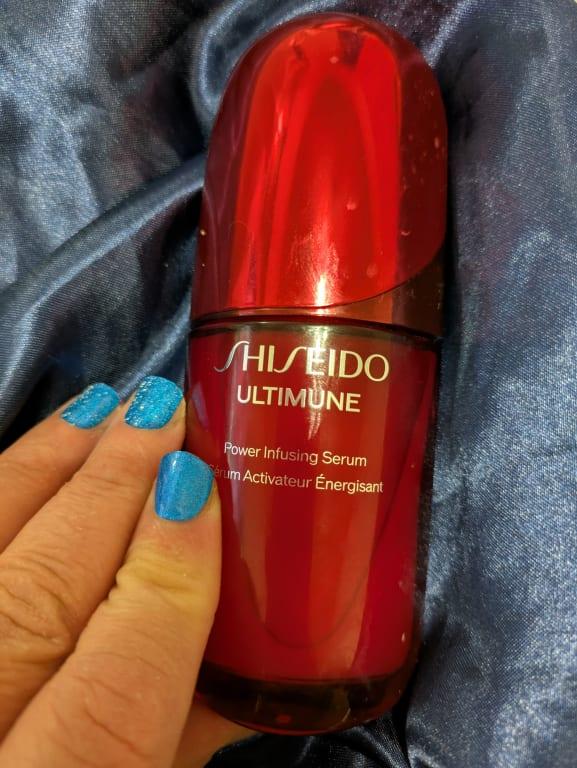 SHISEIDO
ULTIMUNE
Power Infusing Serum
Sérum Activateur Énergisant